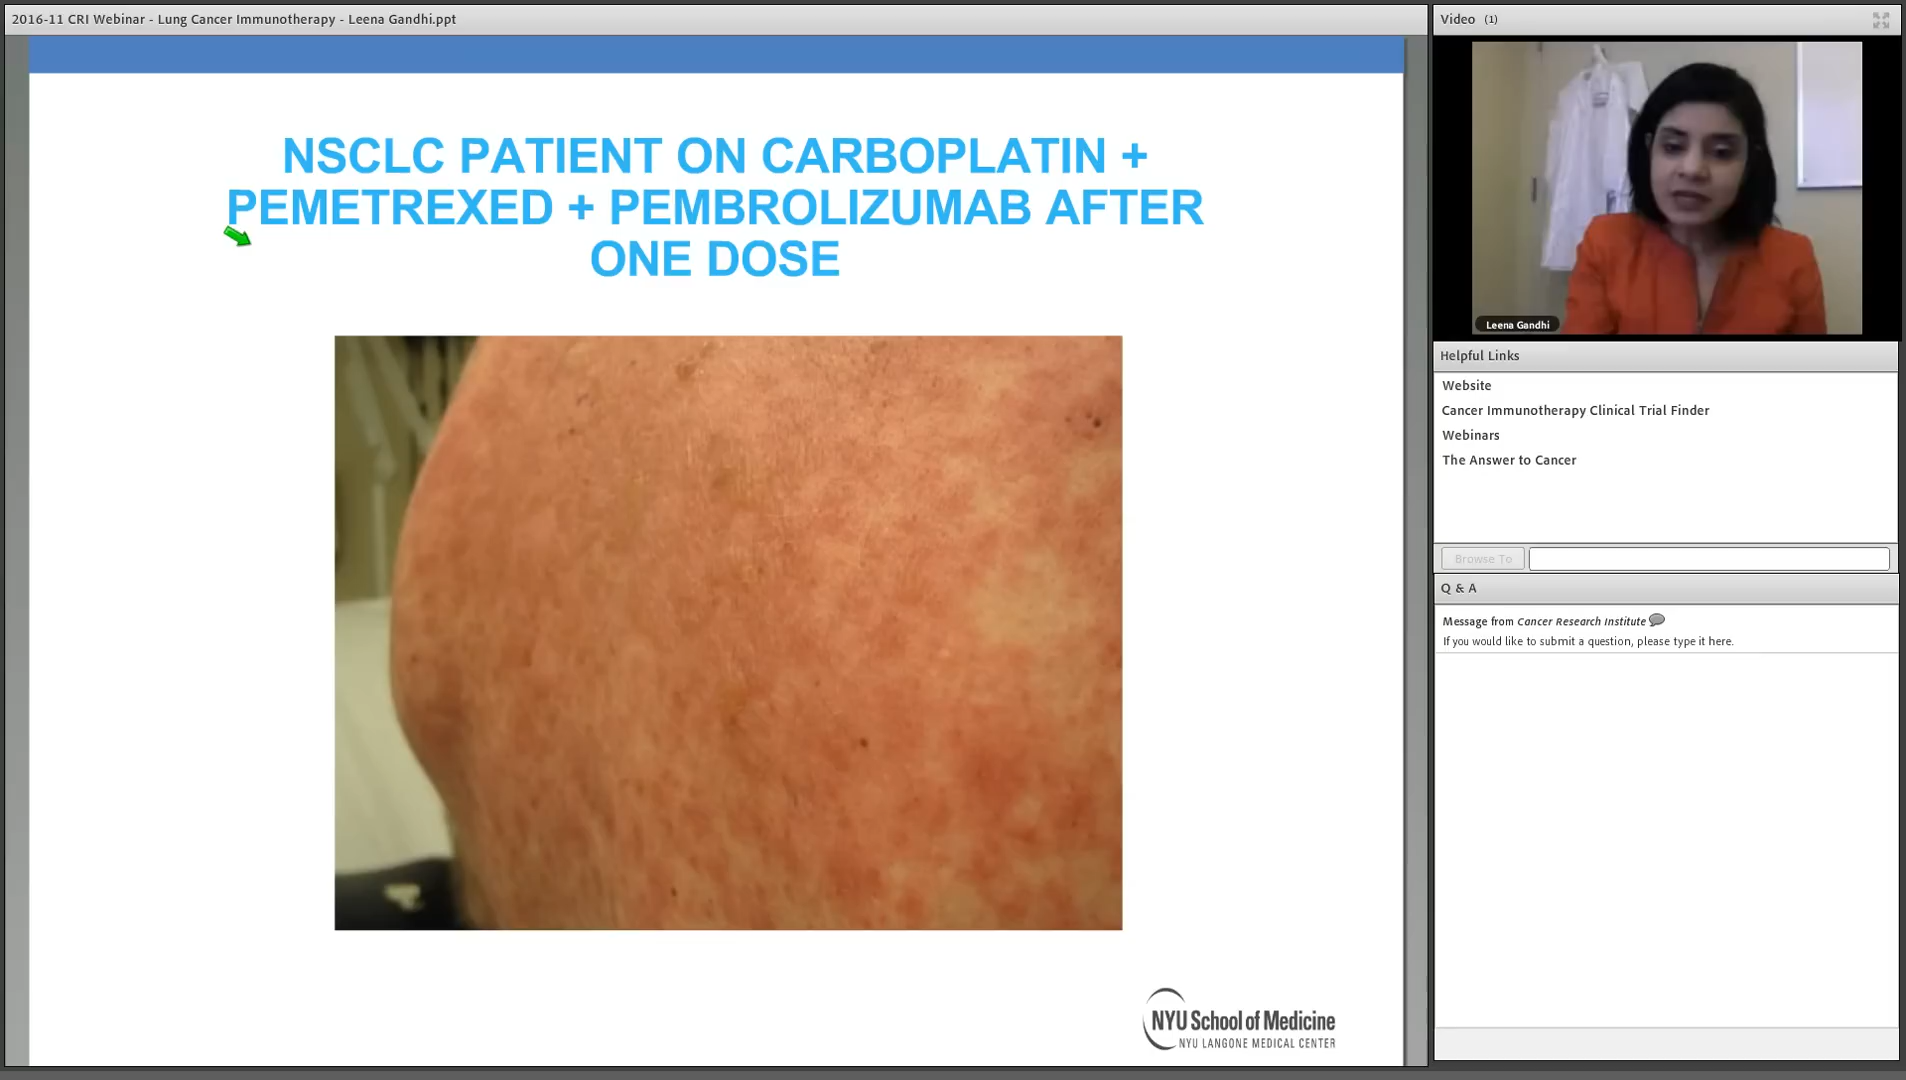 2016-11 CRI Webinar - Lung Cancer Immunotherapy - Leena Gandhi.ppt
NSCLC PATIENT ON CARBOPLATIN +
PEMETREXED + PEMBROLIZUMAB AFTER
ONE DOSE
NYU School of Medicine
NYU LANGONE MEDICAL CENTER
Video (1)
Leena Gandhi
Helpful Links
Website
Cancer Immunotherapy Clinical Trial Finder
Webinars
The Answer to Cancer
Browse To
Q & A
Message from Cancer Research Institute
If you would like to submit a question, please type it here.